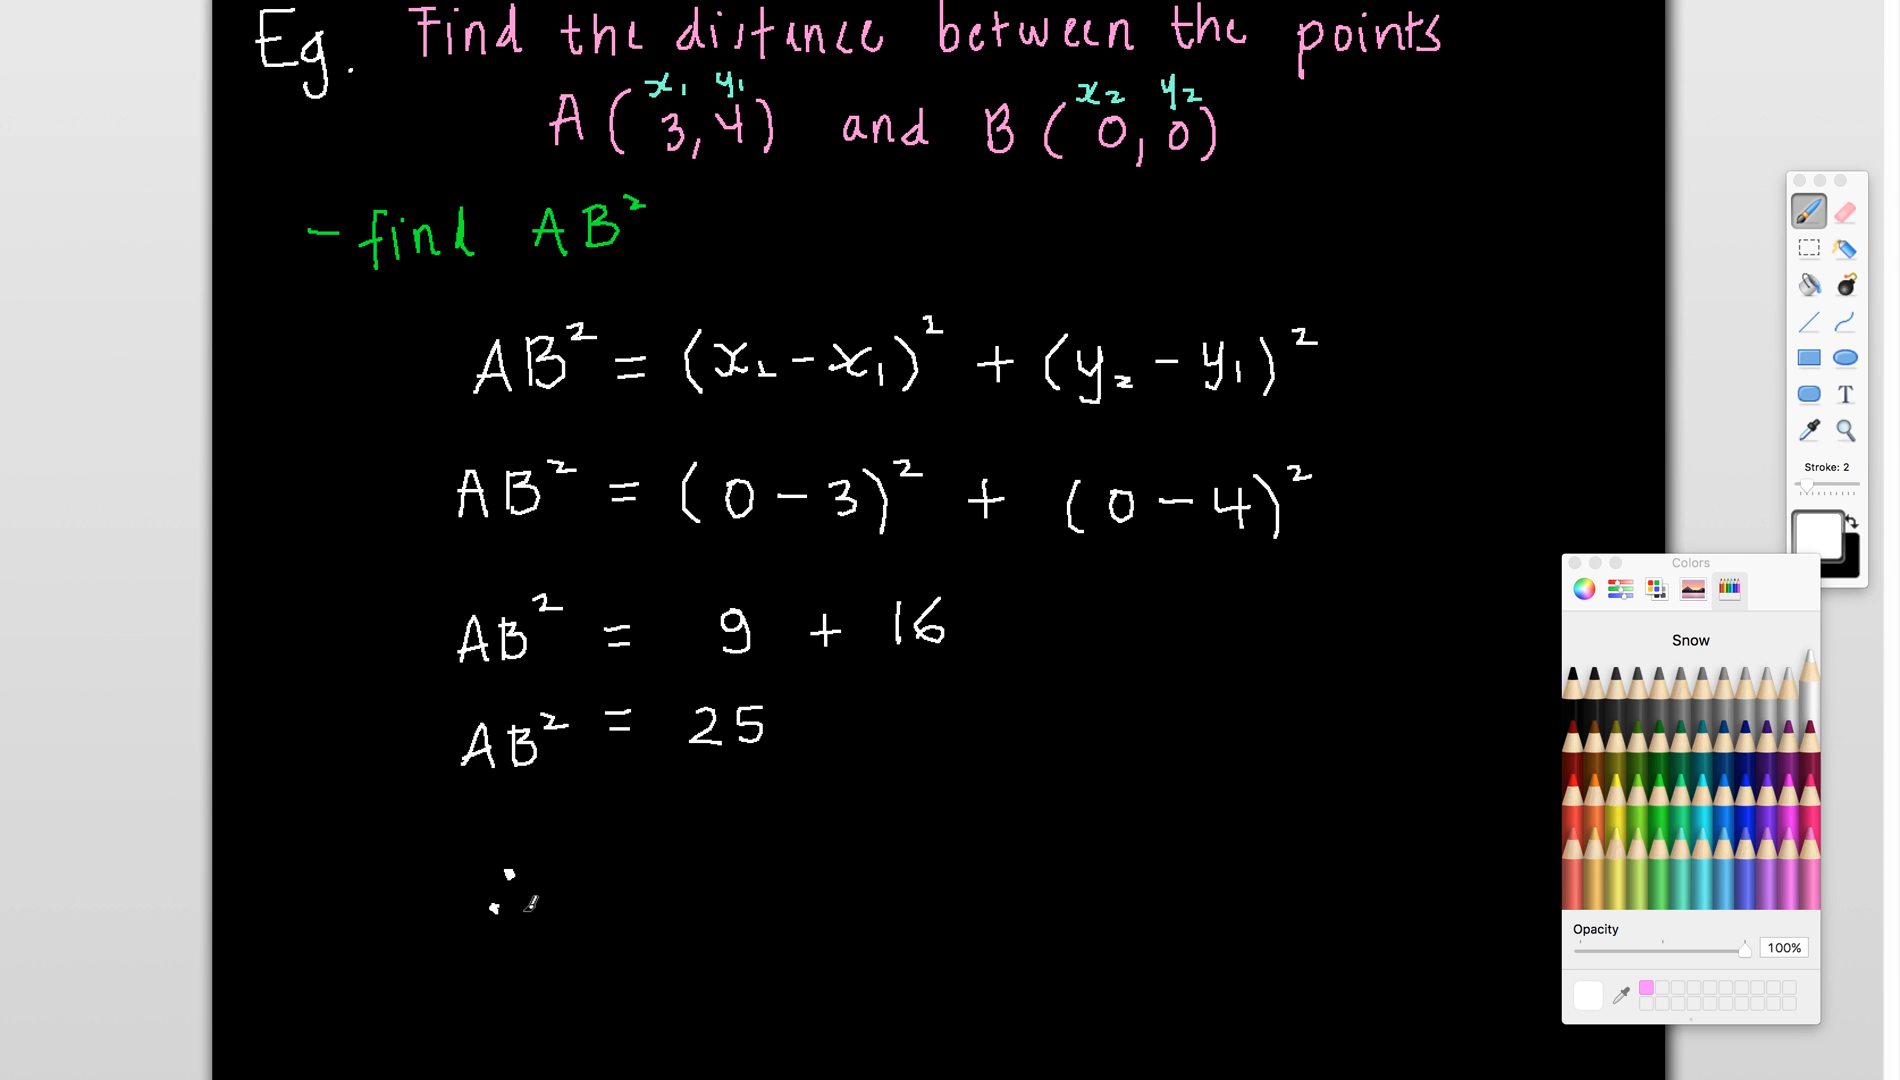 Eg. Find the distance between the points
x₁ y₁ x₂ y₂
A (3, 4) and B (0, 0)
- find AB²
AB² = (x₂ - x₁)² + (y₂ - y₁)²
AB² = (0 - 3)² + (0 - 4)²
AB² = 9 + 16
AB² = 25
T
Stroke: 2
Colors
Snow
Opacity
100%